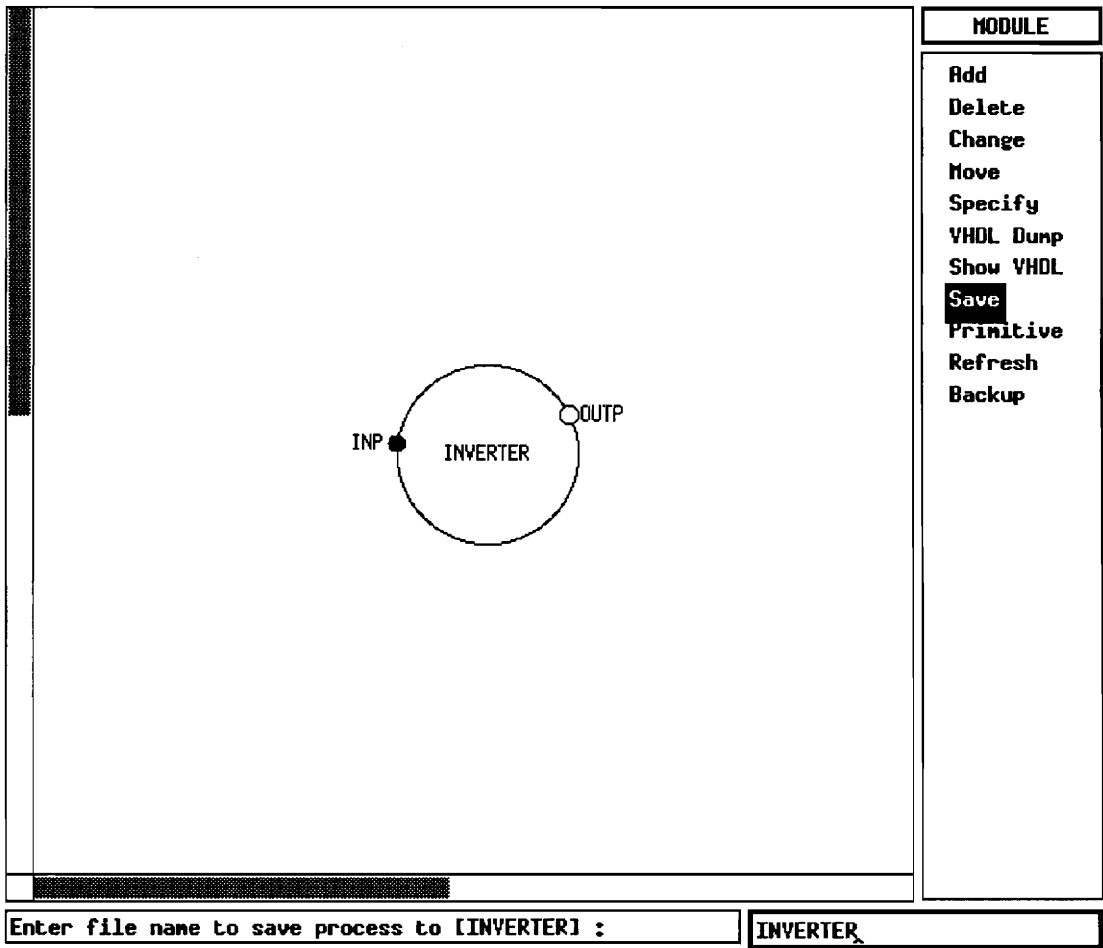 MODULE
Add
Delete
Change
Move
Specify
VHDL Dump
Show VHDL
Save
Primitive
Refresh
Backup
OUTP
INP
INVERTER
Enter file name to save process to [INVERTER] :
INVERTER